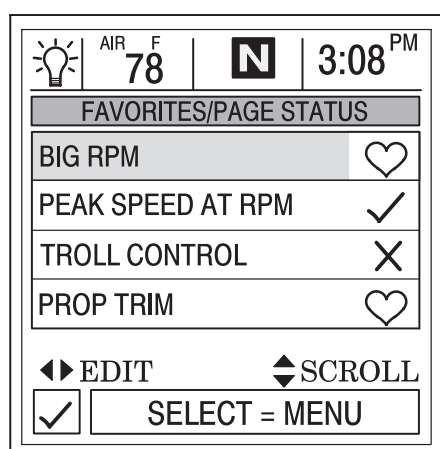 AIR F 78 N 3:08 PM
FAVORITES/PAGE STATUS
BIG RPM
PEAK SPEED AT RPM
TROLL CONTROL
PROP TRIM
EDIT SCROLL
SELECT = MENU